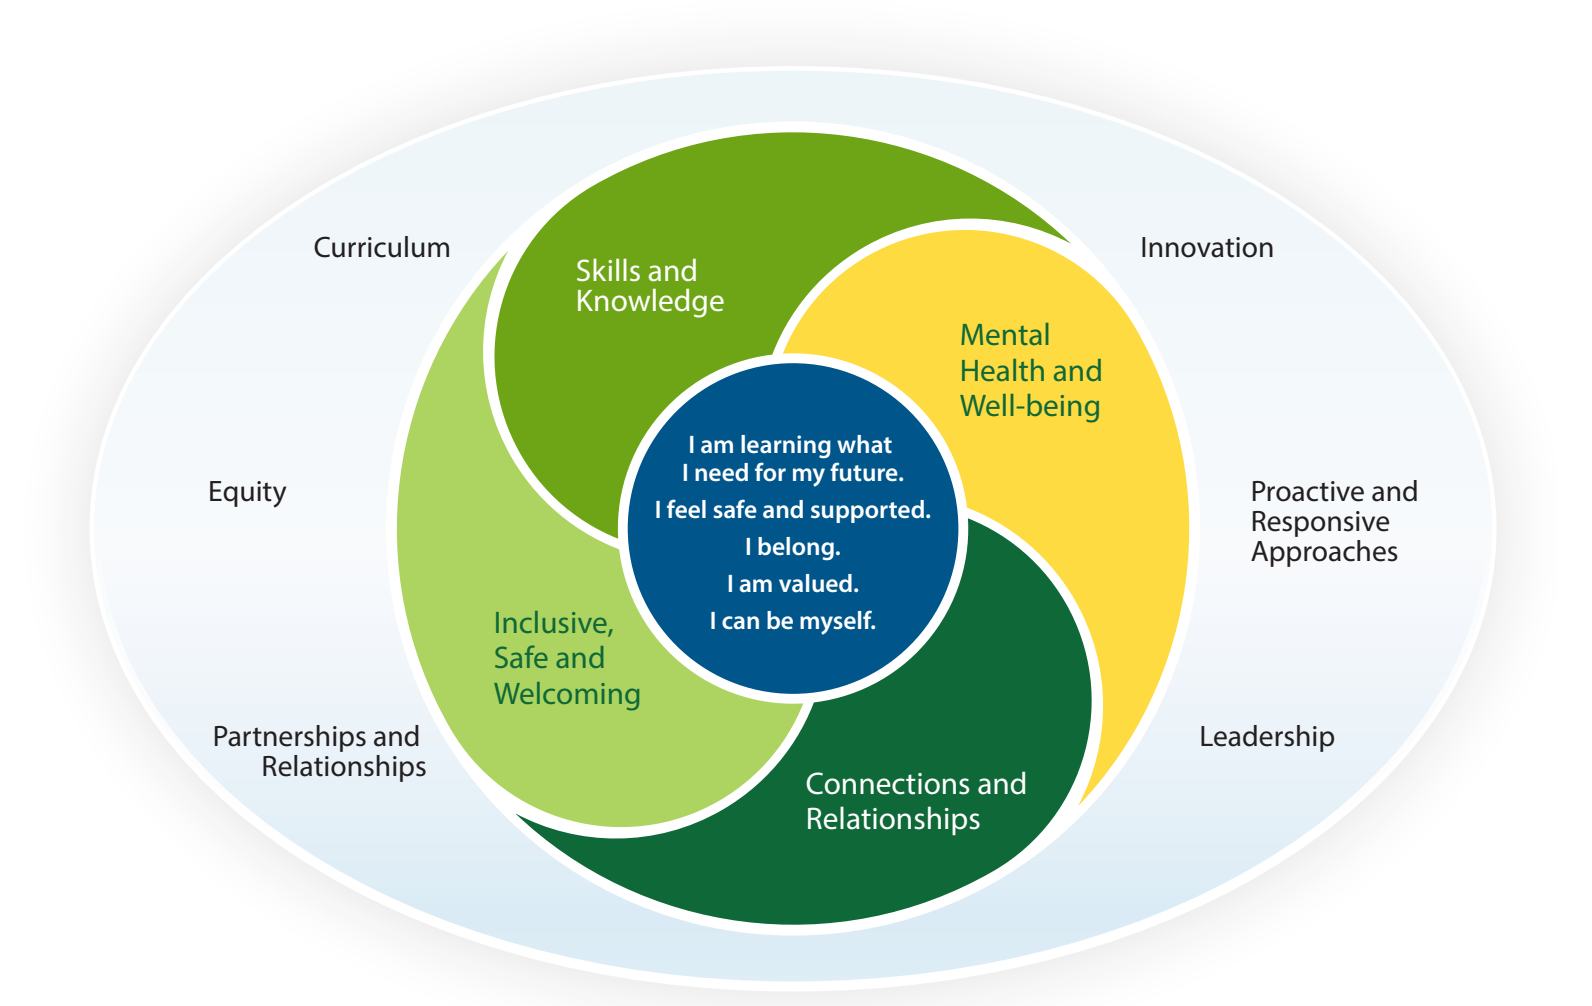 Curriculum
Innovation
Skills and
Knowledge
Mental
Health and
Well-being
I am learning what
I need for my future.
I feel safe and supported.
I belong.
I am valued.
I can be myself.
Equity
Proactive and
Responsive
Approaches
Inclusive,
Safe and
Welcoming
Partnerships and
Relationships
Leadership
Connections and
Relationships